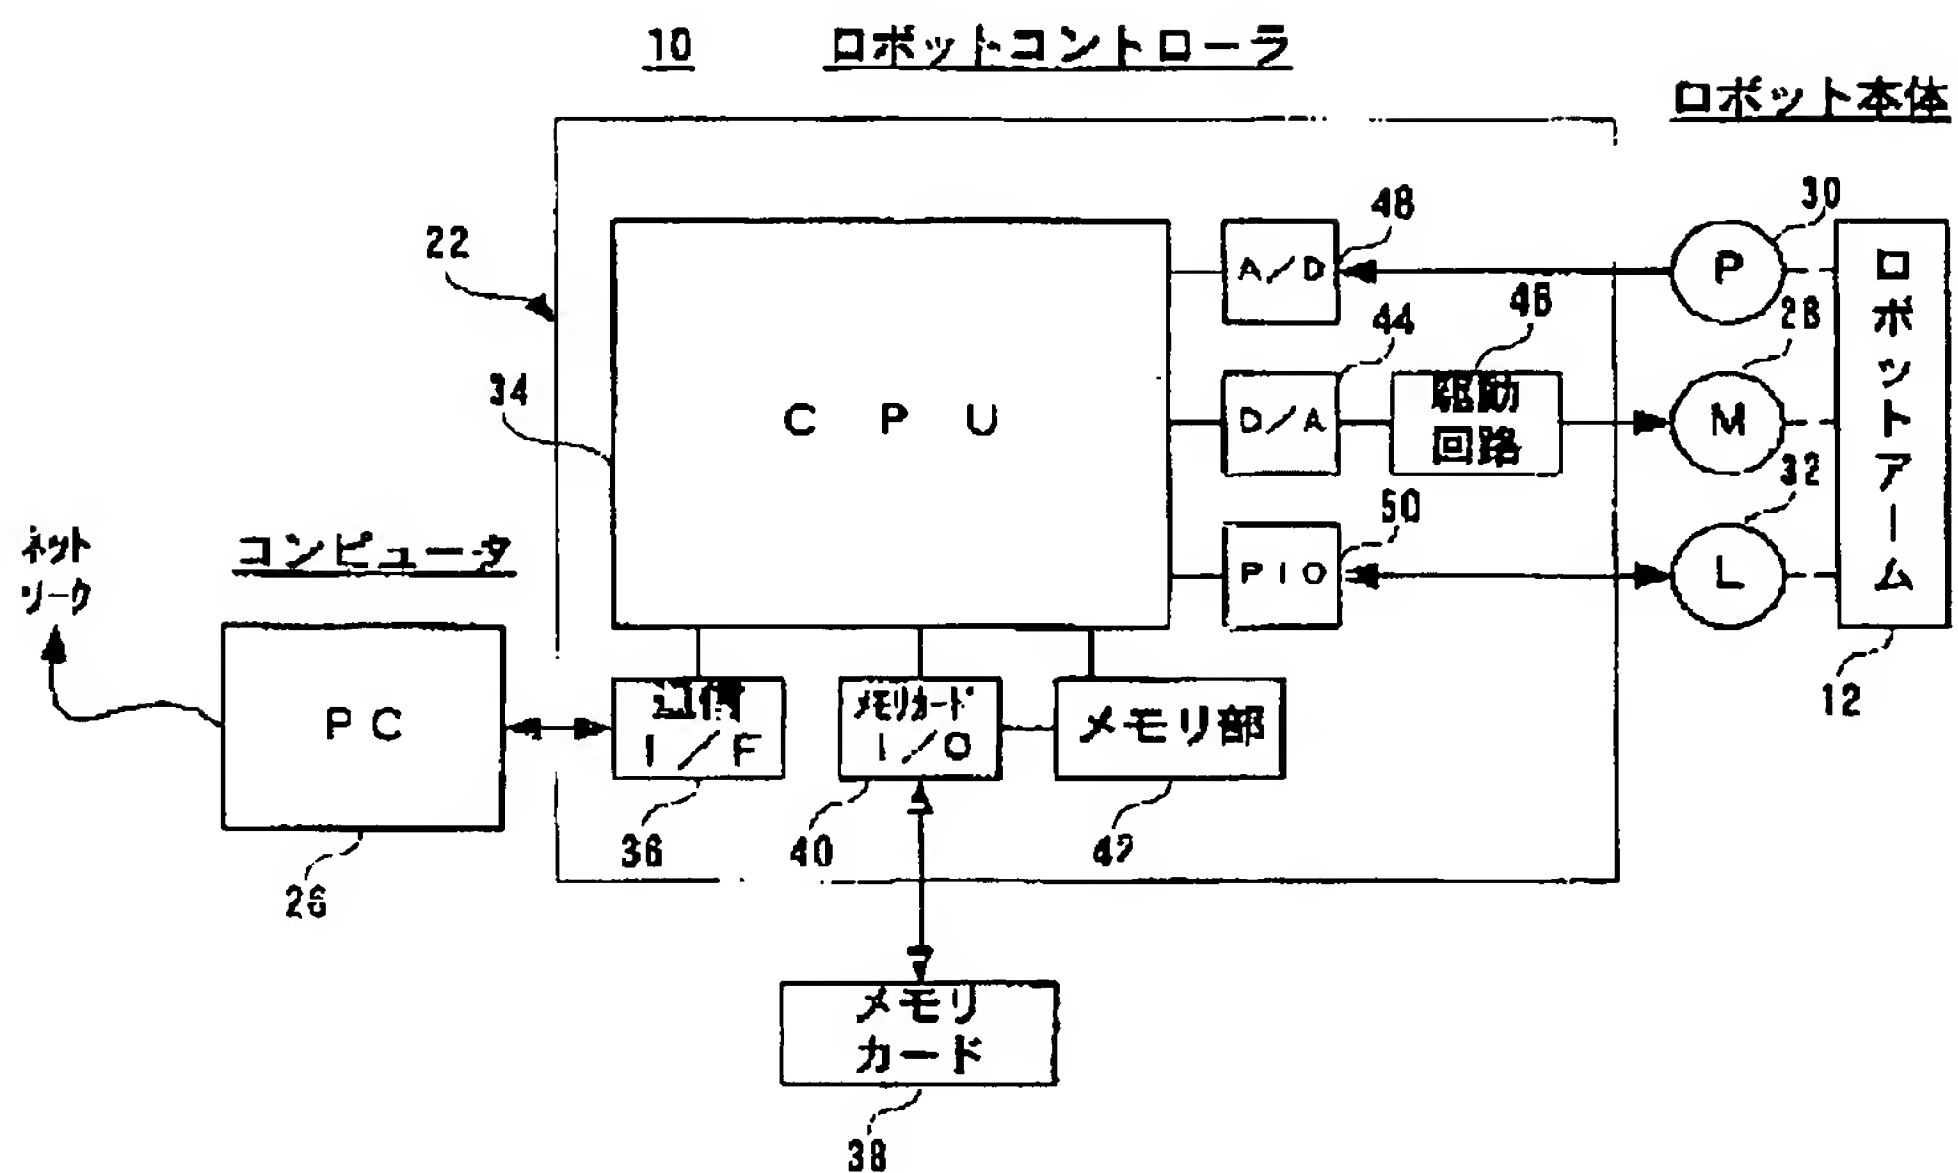 10 ロボットコントローラ
ロボット本体
22
34
CPU
A/D
48
D/A
44
駆動
回路
46
PIO
50
P
30
M
28
L
32
ロボットアーム
12
ネット
ワーク
コンピュータ
PC
26
通信
I/F
36
メモリカード
I/O
40
メモリ部
42
メモリ
カード
38